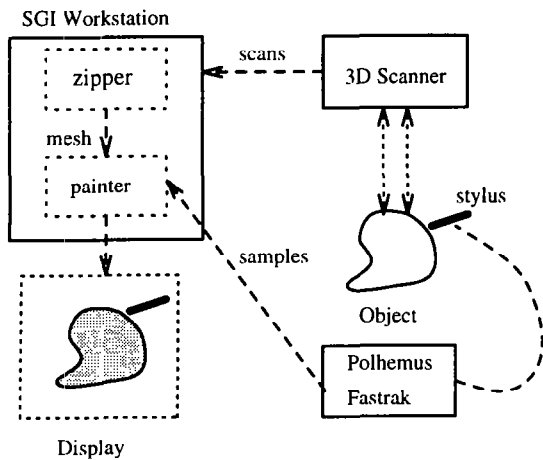 SGI Workstation
zipper
mesh
painter
scans
3D Scanner
stylus
samples
Object
Polhemus
Fastrak
Display